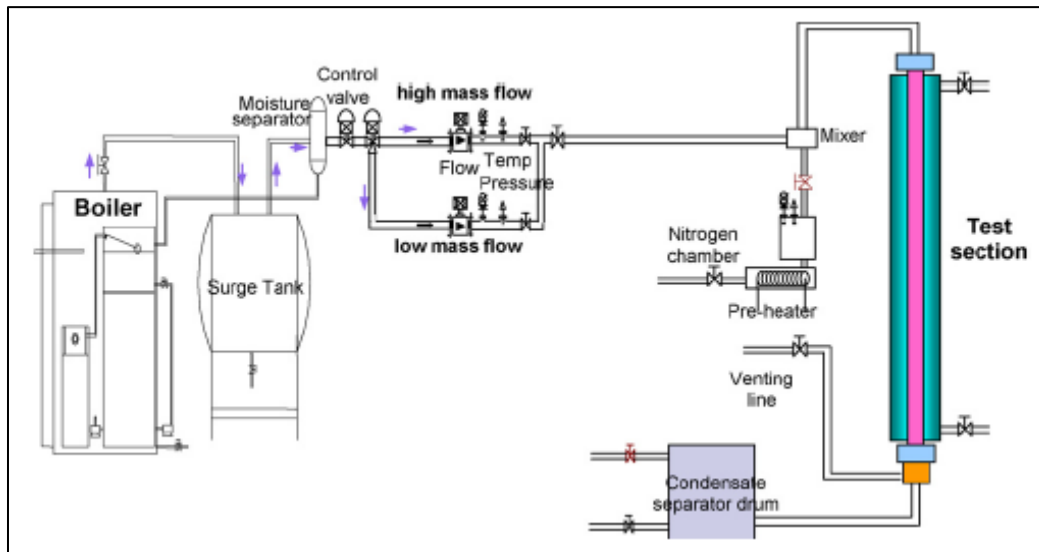 Control
valve
Moisture
separator
high mass flow
Flow
Temp
Pressure
low mass flow
Boiler
Surge Tank
Mixer
Nitrogen
chamber
Pre-heater
Test
section
Venting
line
Condensate
separator drum
0